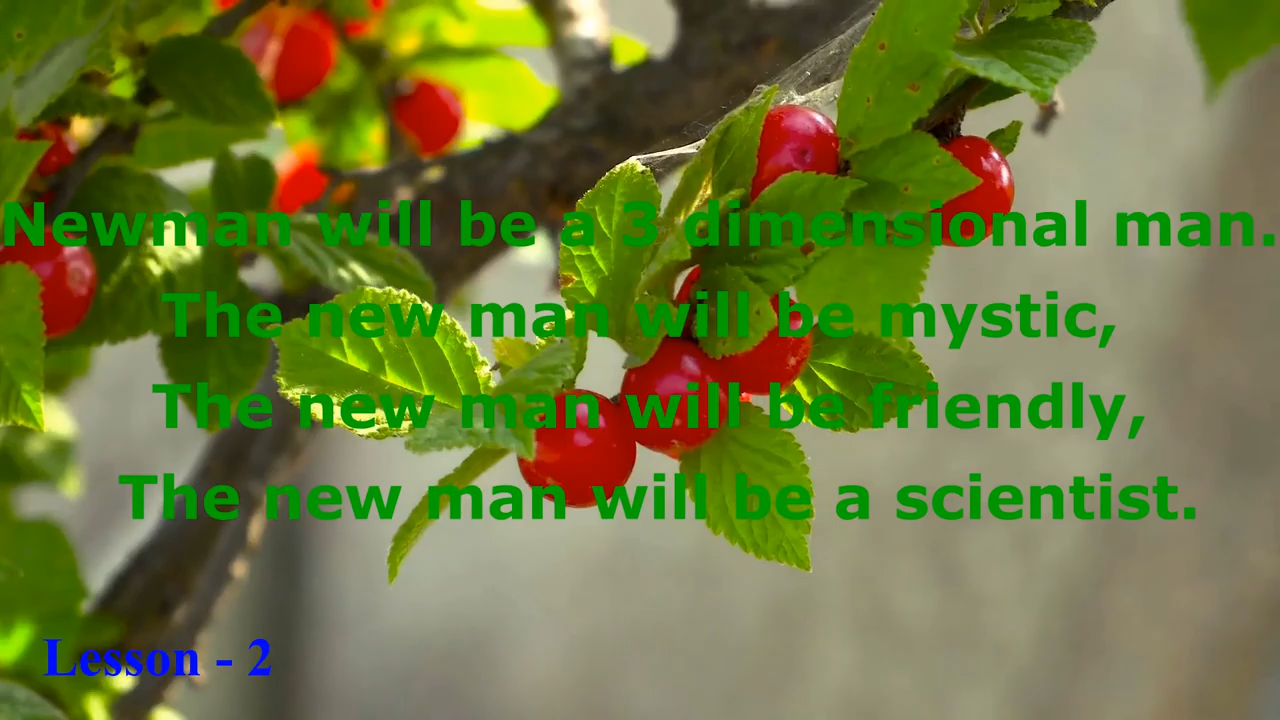 Newman will be a 3 dimensional man.
The new man will be mystic,
The new man will be friendly,
The new man will be a scientist.
Lesson - 2